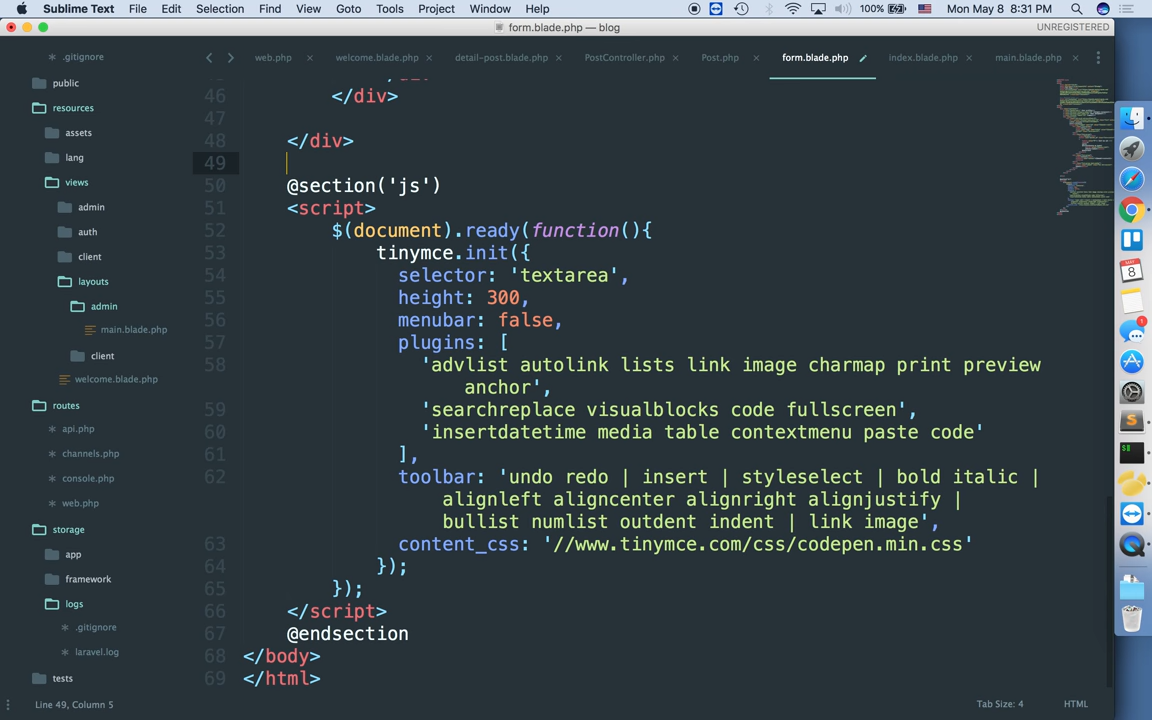 Sublime Text File Edit Selection Find View Goto Tools Project Window Help 100% Mon May 8 8:31 PM
form.blade.php — blog UNREGISTERED
.gitignore
public
resources
assets
lang
views
admin
auth
client
layouts
admin
main.blade.php
client
welcome.blade.php
routes
api.php
channels.php
console.php
web.php
storage
app
framework
logs
.gitignore
laravel.log
tests
web.php × welcome.blade.php × detail-post.blade.php × PostController.php × Post.php × form.blade.php index.blade.php × main.blade.php ×
46 </div>
47
48 </div>
49
50 @section('js')
51 <script>
52 $(document).ready(function(){
53 tinymce.init({
54 selector: 'textarea',
55 height: 300,
56 menubar: false,
57 plugins: [
58 'advlist autolink lists link image charmap print preview
anchor',
59 'searchreplace visualblocks code fullscreen',
60 'insertdatetime media table contextmenu paste code'
61 ],
62 toolbar: 'undo redo | insert | styleselect | bold italic |
alignleft aligncenter alignright alignjustify |
bullist numlist outdent indent | link image',
63 content_css: '//www.tinymce.com/css/codepen.min.css'
64 });
65 });
66 </script>
67 @endsection
68 </body>
69 </html>
Line 49, Column 5 Tab Size: 4 HTML